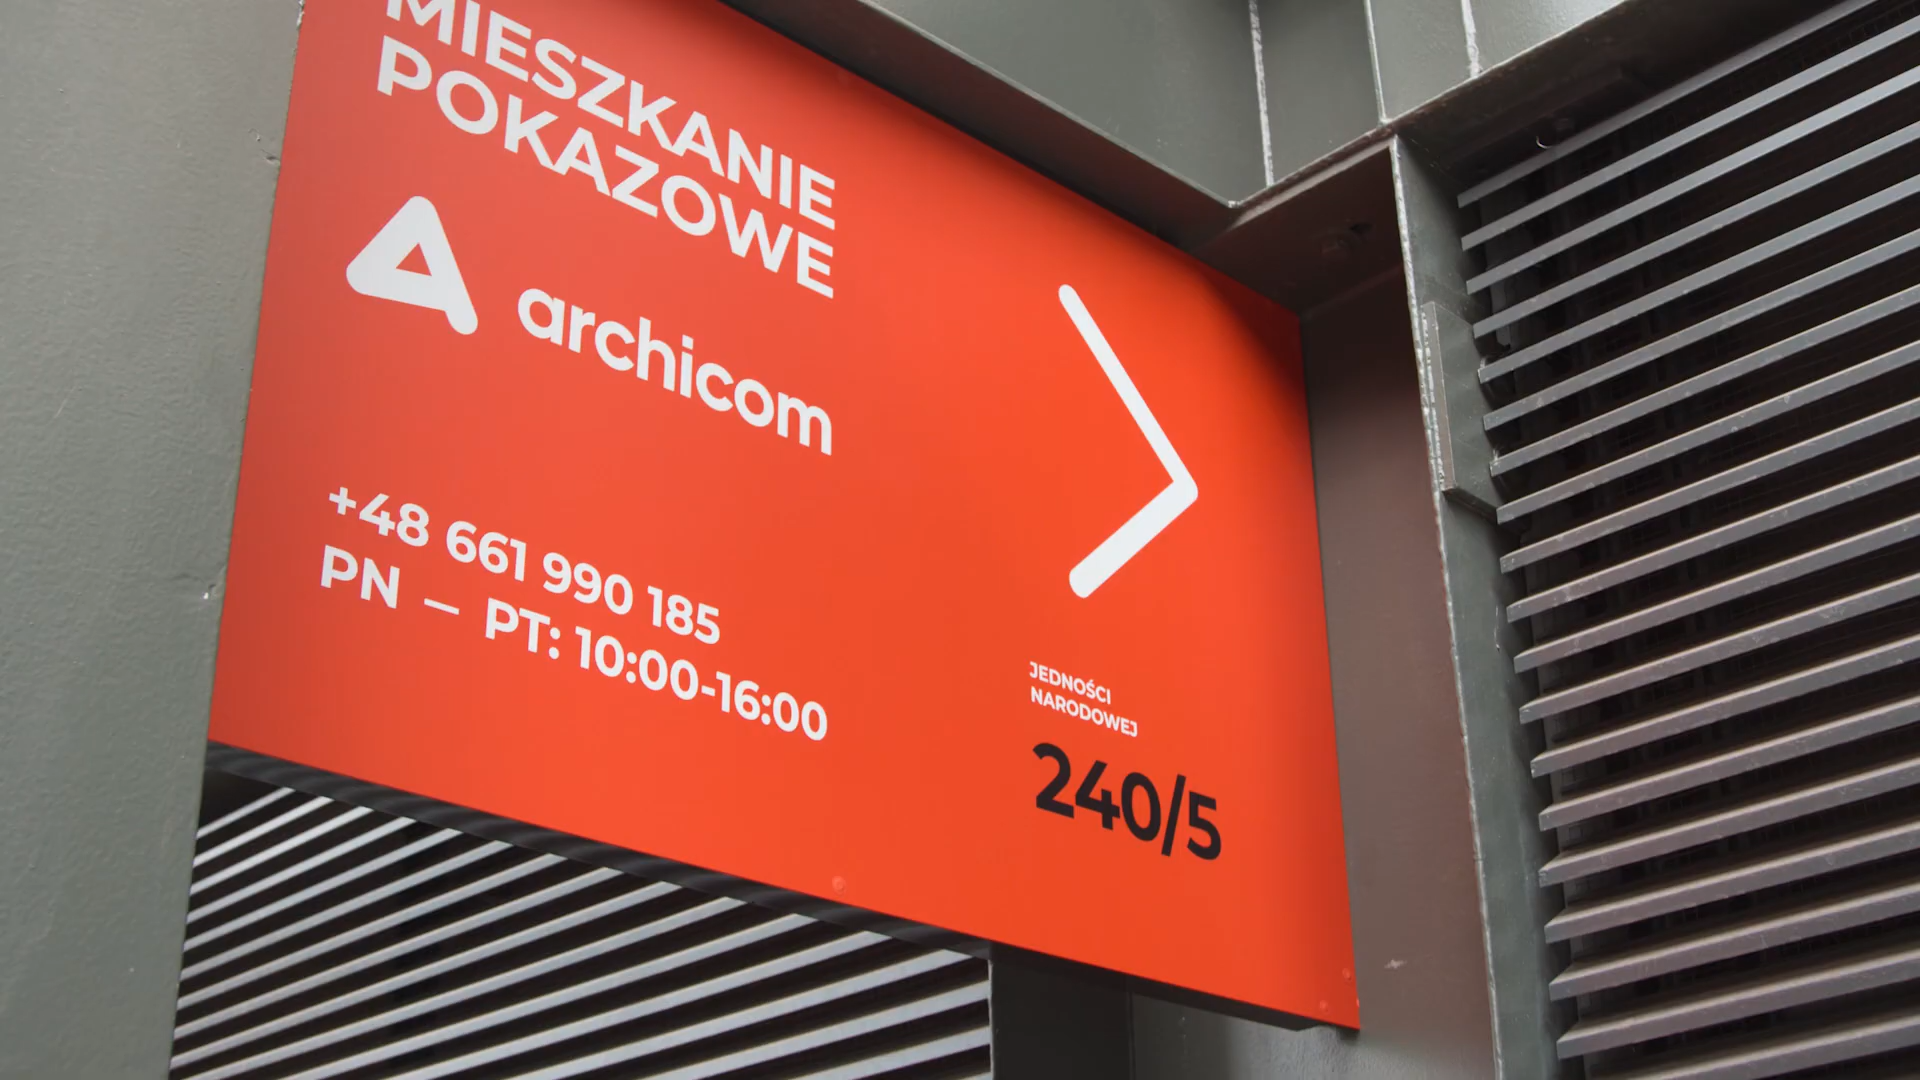 MIESZKANIE
POKAZOWE
archicom
+48 661 990 185
PN – PT: 10:00-16:00
JEDNOŚCI
NARODOWEJ
240/5